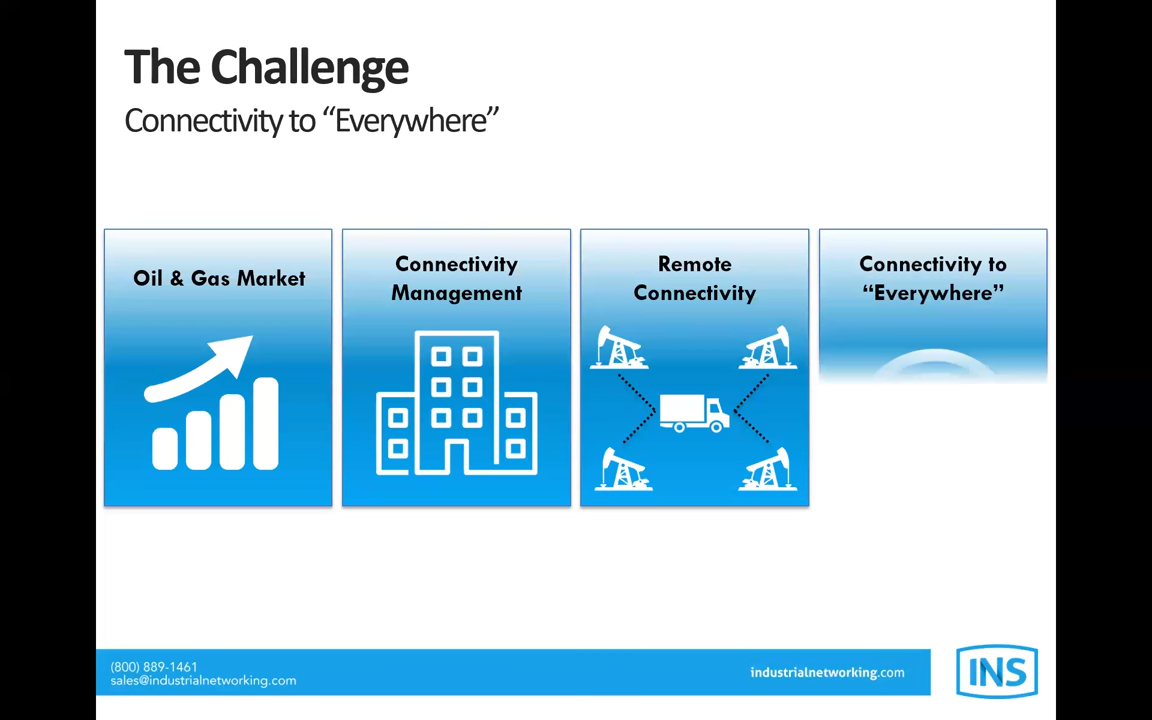 The Challenge
Connectivity to “Everywhere”
Oil & Gas Market
Connectivity
Management
Remote
Connectivity
Connectivity to
“Everywhere”
(800) 889-1461
sales@industrialnetworking.com
industrialnetworking.com
INS